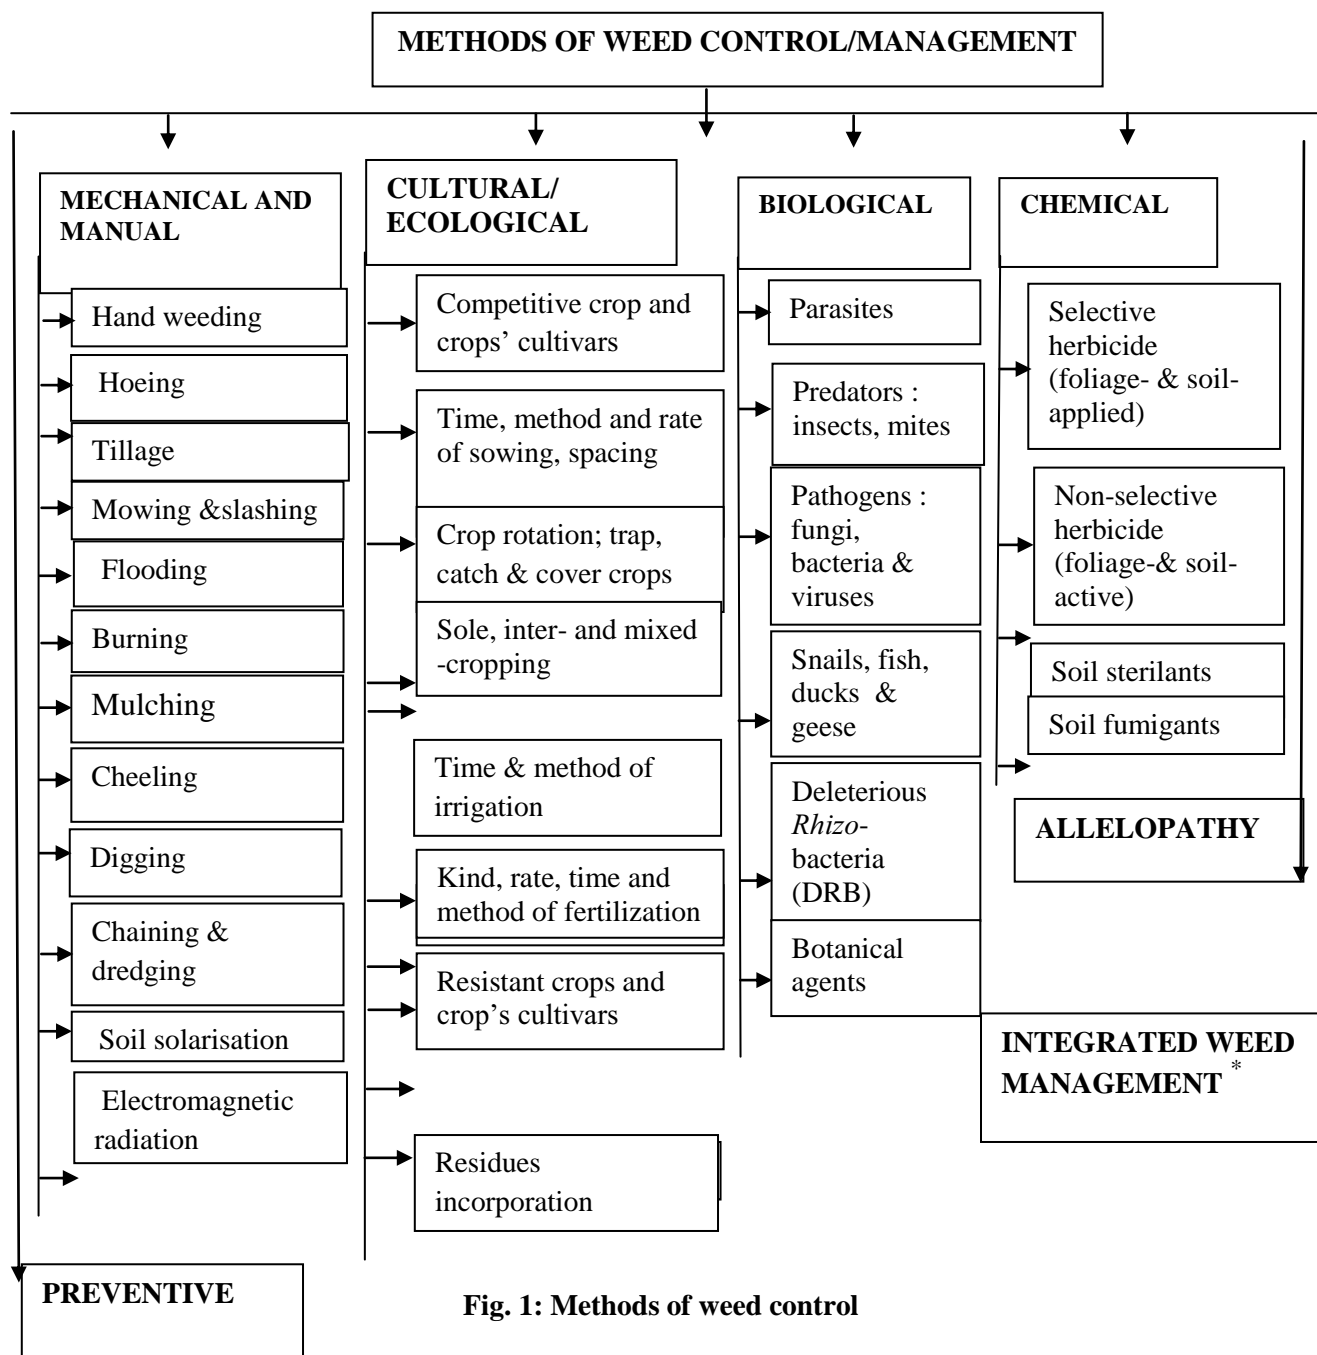 METHODS OF WEED CONTROL/MANAGEMENT
MECHANICAL AND
MANUAL
Hand weeding
Hoeing
Tillage
Mowing &slashing
Flooding
Burning
Mulching
Cheeling
Digging
Chaining &
dredging
Soil solarisation
Electromagnetic
radiation
CULTURAL/
ECOLOGICAL
Competitive crop and
crops’ cultivars
Time, method and rate
of sowing, spacing
Crop rotation; trap,
catch & cover crops
Sole, inter- and mixed
-cropping
Time & method of
irrigation
Kind, rate, time and
method of fertilization
Resistant crops and
crop’s cultivars
Residues
incorporation
BIOLOGICAL
Parasites
Predators :
insects, mites
Pathogens :
fungi,
bacteria &
viruses
Snails, fish,
ducks &
geese
Deleterious
Rhizo-
bacteria
(DRB)
Botanical
agents
CHEMICAL
Selective
herbicide
(foliage- & soil-
applied)
Non-selective
herbicide
(foliage-& soil-
active)
Soil sterilants
Soil fumigants
ALLELOPATHY
INTEGRATED WEED
MANAGEMENT *
PREVENTIVE
Fig. 1: Methods of weed control